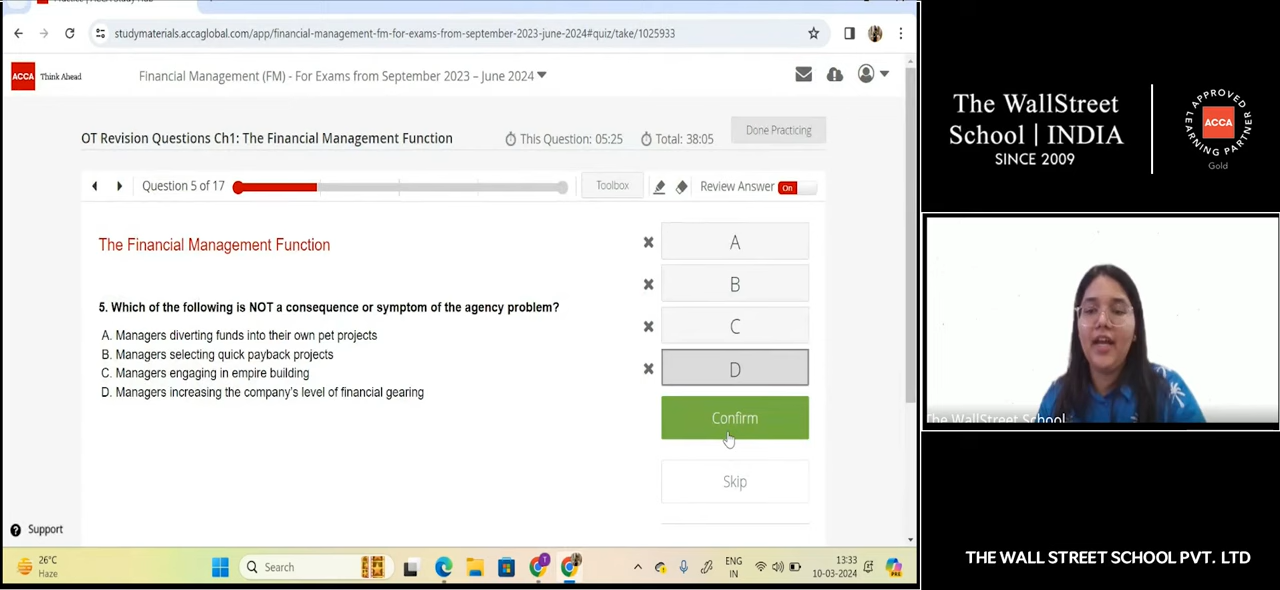 studymaterials.accaglobal.com/app/financial-management-fm-for-exams-from-september-2023-june-2024#quiz/take/1025933
ACCA Think Ahead
Financial Management (FM) - For Exams from September 2023 – June 2024
OT Revision Questions Ch1: The Financial Management Function
This Question: 05:25
Total: 38:05
Done Practicing
Question 5 of 17
Toolbox
Review Answer On
The Financial Management Function
5. Which of the following is NOT a consequence or symptom of the agency problem?
A. Managers diverting funds into their own pet projects
B. Managers selecting quick payback projects
C. Managers engaging in empire building
D. Managers increasing the company's level of financial gearing
A
B
C
D
Confirm
Skip
Support
26°C
Haze
Search
ENG
IN
13:33
10-03-2024
The WallStreet
School | INDIA
SINCE 2009
APPROVED
LEARNING PARTNER
ACCA
Gold
The WallStreet School
THE WALL STREET SCHOOL PVT. LTD